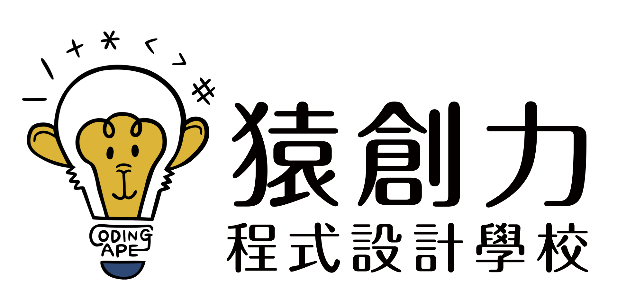 — / + * < > #
猿創力
程式設計學校
CODING
APE